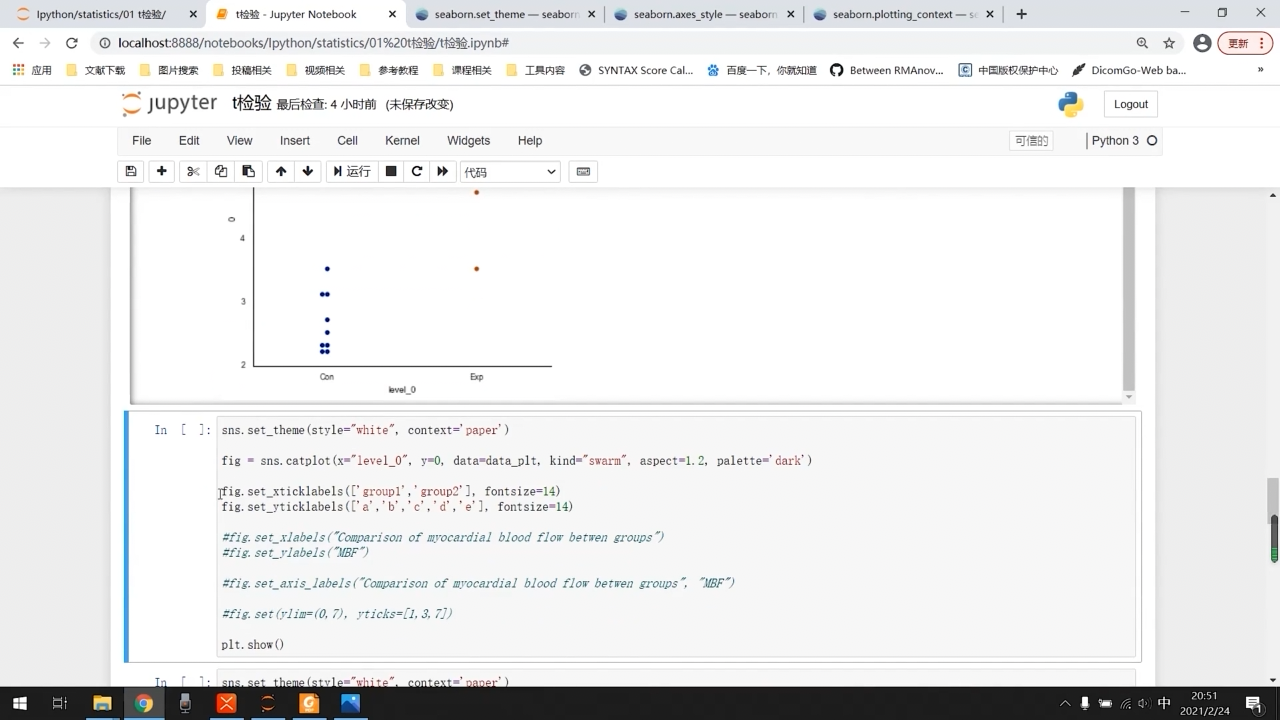 lpython/statistics/01 t检验/
t检验 - Jupyter Notebook
seaborn.set_theme — seaborn
seaborn.axes_style — seaborn
seaborn.plotting_context — se
localhost:8888/notebooks/lpython/statistics/01%20t检验/t检验.ipynb#
更新
应用 文献下载 图片搜索 投稿相关 视频相关 参考教程 课程相关 工具内容 SYNTAX Score Cal... 百度一下，你就知道 Between RMAnov... 中国版权保护中心 DicomGo-Web ba... »
jupyter t检验 最后检查: 4 小时前 (未保存改变) Logout
File Edit View Insert Cell Kernel Widgets Help 可信的 Python 3
运行 代码
0
4
3
2
Con Exp
level_0
In [ ]: sns.set_theme(style="white", context='paper')
fig = sns.catplot(x="level_0", y=0, data=data_plt, kind="swarm", aspect=1.2, palette='dark')
fig.set_xticklabels(['group1','group2'], fontsize=14)
fig.set_yticklabels(['a','b','c','d','e'], fontsize=14)
#fig.set_xlabels("Comparison of myocardial blood flow betwen groups")
#fig.set_ylabels("MBF")
#fig.set_axis_labels("Comparison of myocardial blood flow betwen groups", "MBF")
#fig.set(ylim=(0,7), yticks=[1,3,7])
plt.show()
In [ ]: sns.set_theme(style="white", context='paper')
中
20:51
2021/2/24
1